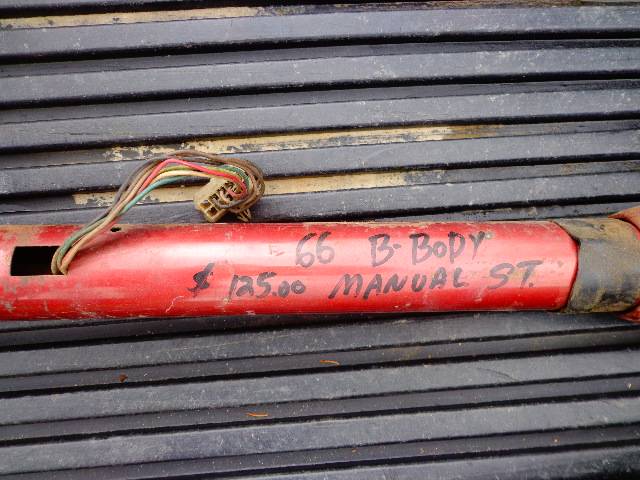 66 B-BODY
$ 125.00 MANUAL ST.